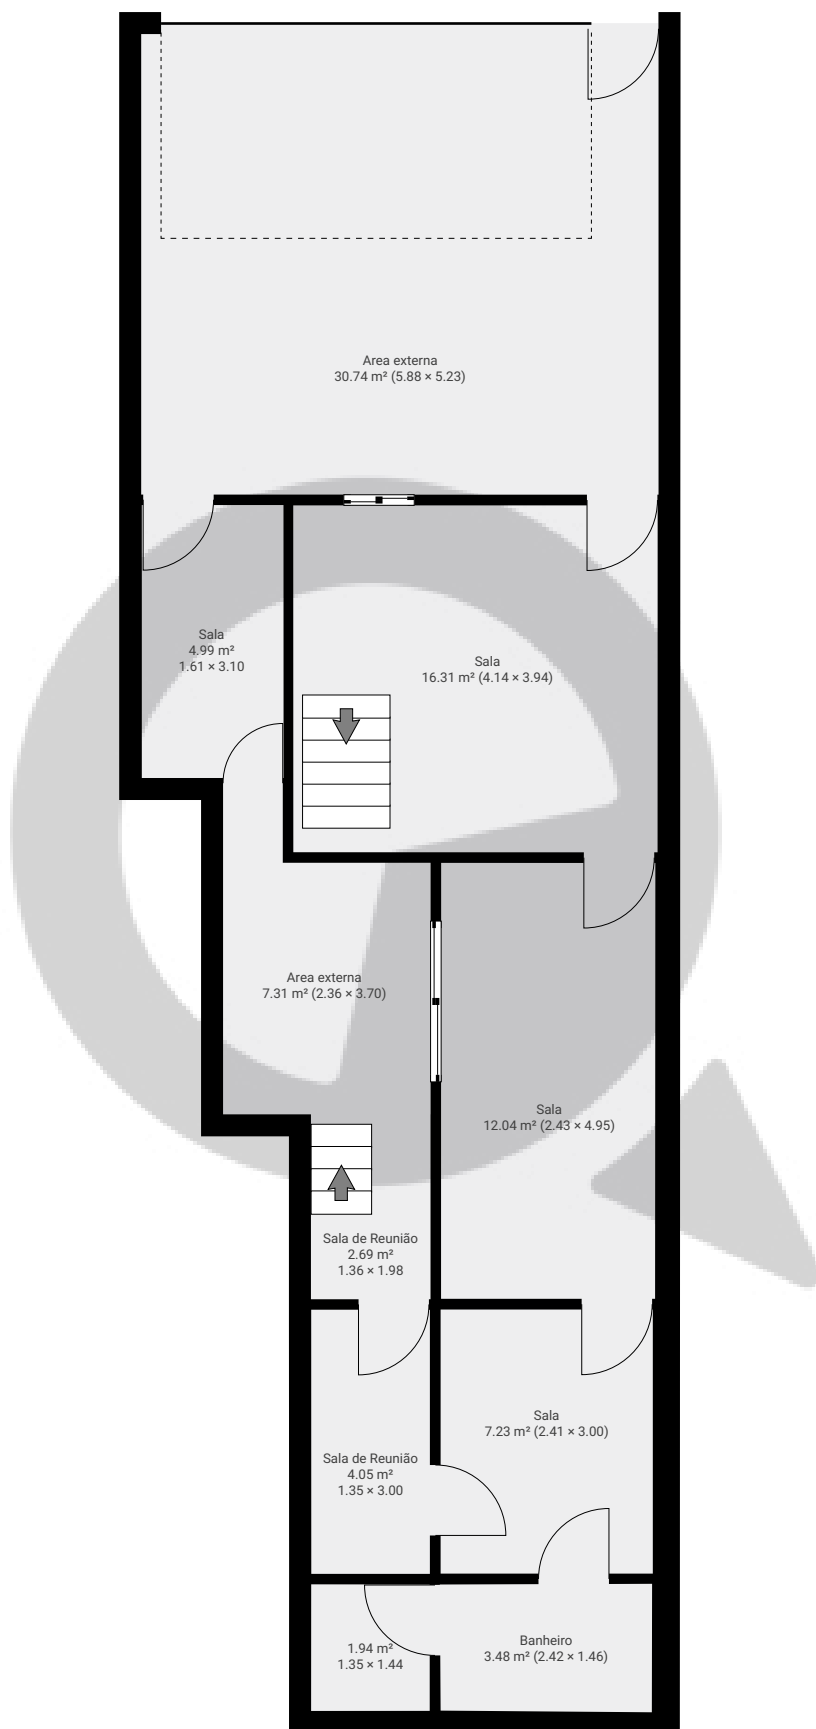 Area externa
30.74 m² (5.88 × 5.23)
Sala
4.99 m²
1.61 × 3.10
Sala
16.31 m² (4.14 × 3.94)
Area externa
7.31 m² (2.36 × 3.70)
Sala
12.04 m² (2.43 × 4.95)
Sala de Reunião
2.69 m²
1.36 × 1.98
Sala
7.23 m² (2.41 × 3.00)
Sala de Reunião
4.05 m²
1.35 × 3.00
Banheiro
3.48 m² (2.42 × 1.46)
1.94 m²
1.35 × 1.44